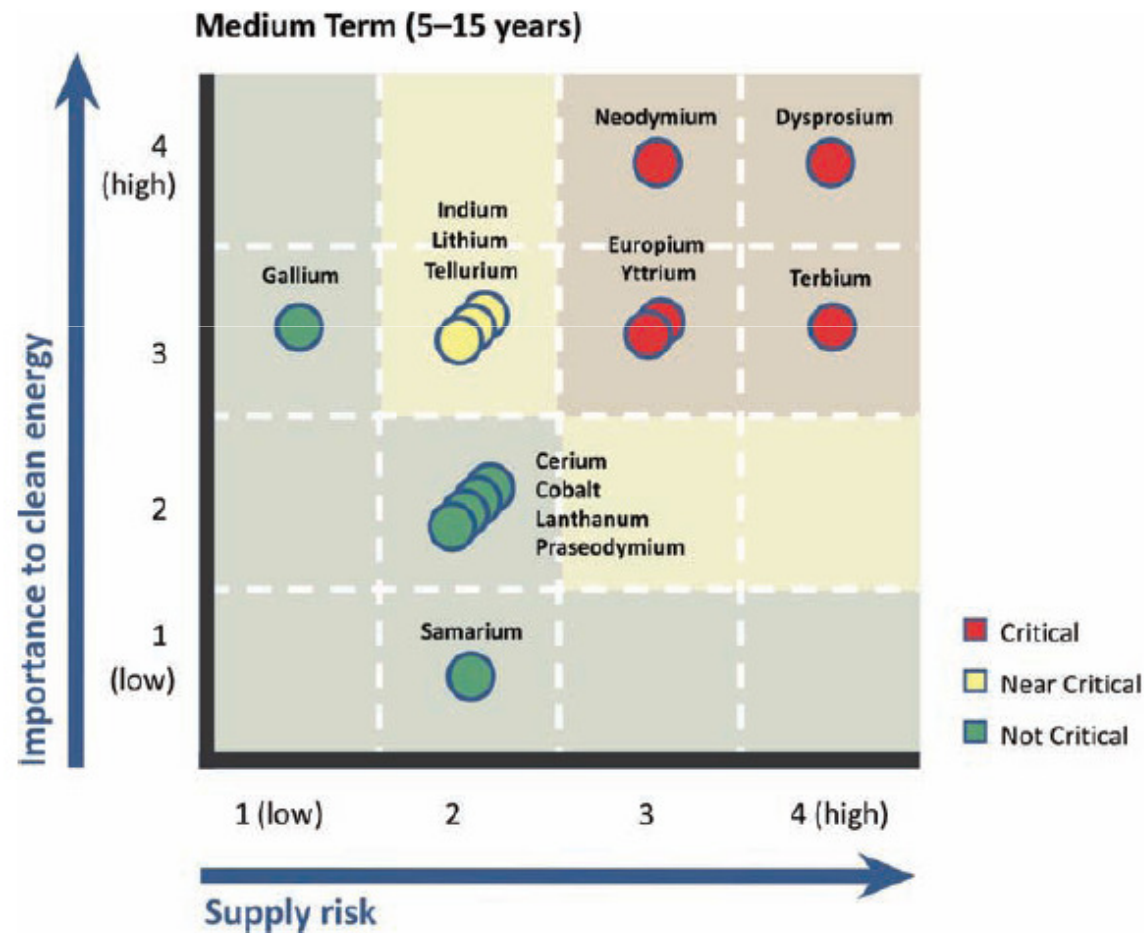 Medium Term (5–15 years)
Importance to clean energy
4
(high)
3
2
1
(low)
Neodymium
Dysprosium
Indium
Lithium
Tellurium
Gallium
Europium
Yttrium
Terbium
Cerium
Cobalt
Lanthanum
Praseodymium
Samarium
Critical
Near Critical
Not Critical
1 (low)
2
3
4 (high)
Supply risk